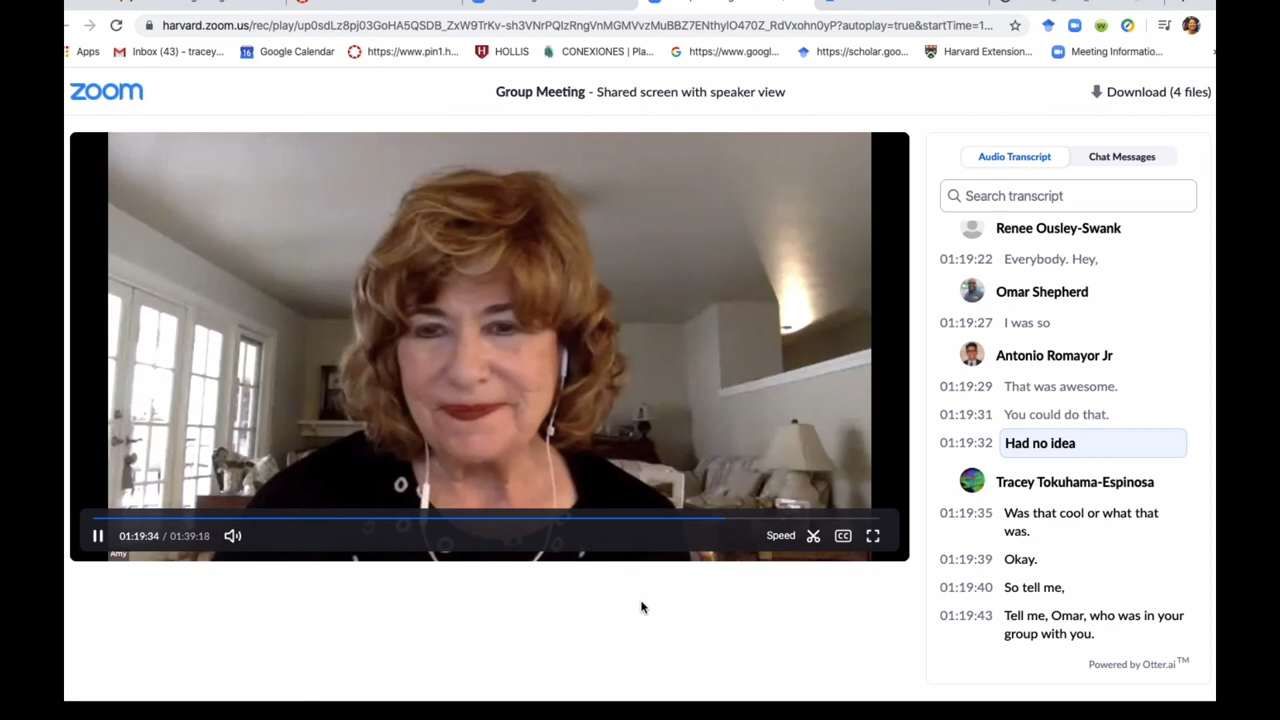 harvard.zoom.us/rec/play/up0sdLz8pj03GoHA5QSDB_ZxW9TrKv-sh3VNrPQIzRngVnMGMVvzMuBBZ7ENthylO470Z_RdVxohn0yP?autoplay=true&startTime=1...
Apps Inbox (43) - tracey... 16 Google Calendar https://www.pin1.h... HOLLIS CONEXIONES | Pla... https://www.googl... https://scholar.goo... Harvard Extension... Meeting Informatio...
zoom
Group Meeting - Shared screen with speaker view
Download (4 files)
Audio Transcript Chat Messages
Search transcript
Renee Ousley-Swank
01:19:22 Everybody. Hey,
Omar Shepherd
01:19:27 I was so
Antonio Romayor Jr
01:19:29 That was awesome.
01:19:31 You could do that.
01:19:32 Had no idea
Tracey Tokuhama-Espinosa
01:19:35 Was that cool or what that
was.
01:19:39 Okay.
01:19:40 So tell me,
01:19:43 Tell me, Omar, who was in your
group with you.
Powered by Otter.ai TM
01:19:34 / 01:39:18
Speed
CC
Amy